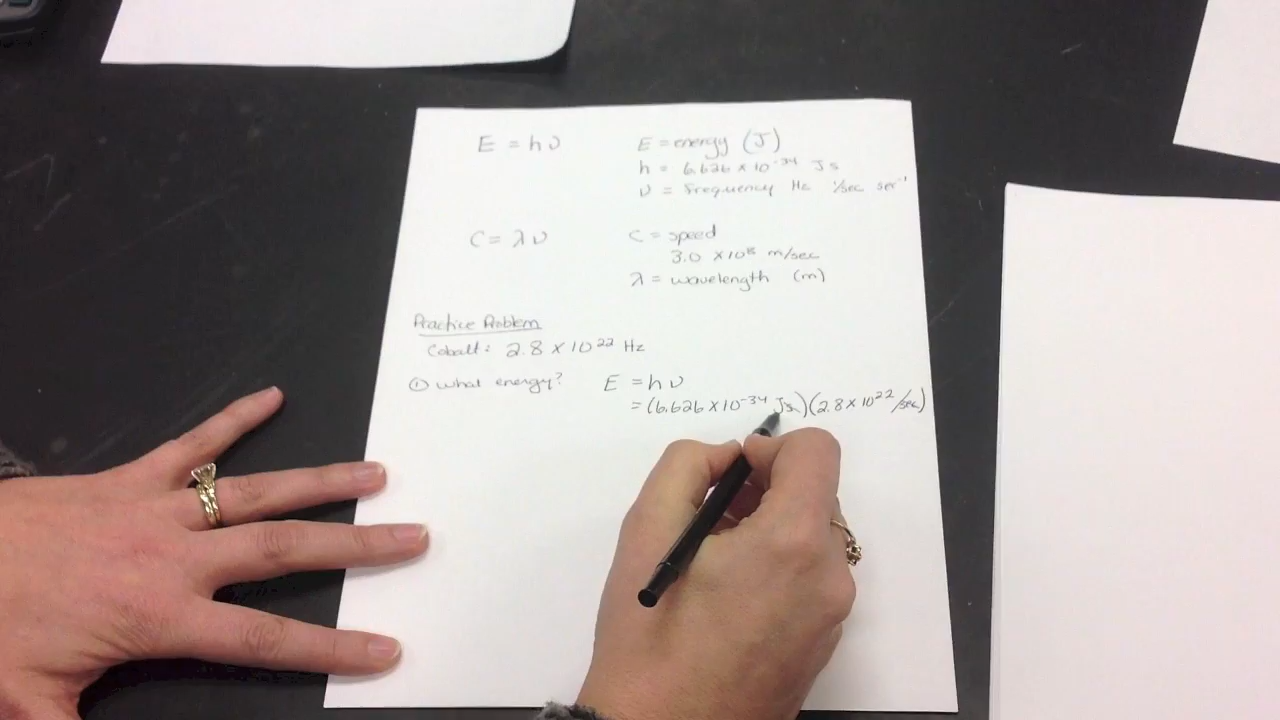 E = hν
E = energy (J)
h = 6.626 × 10⁻³⁴ Js
ν = frequency Hz 1/sec sec⁻¹
C = λν
C = speed
3.0 × 10⁸ m/sec
λ = wavelength (m)
Practice Problem
Cobalt: 2.8 × 10²² Hz
① What energy? E = hν
= (6.626 × 10⁻³⁴ Js)(2.8 × 10²² /sec)